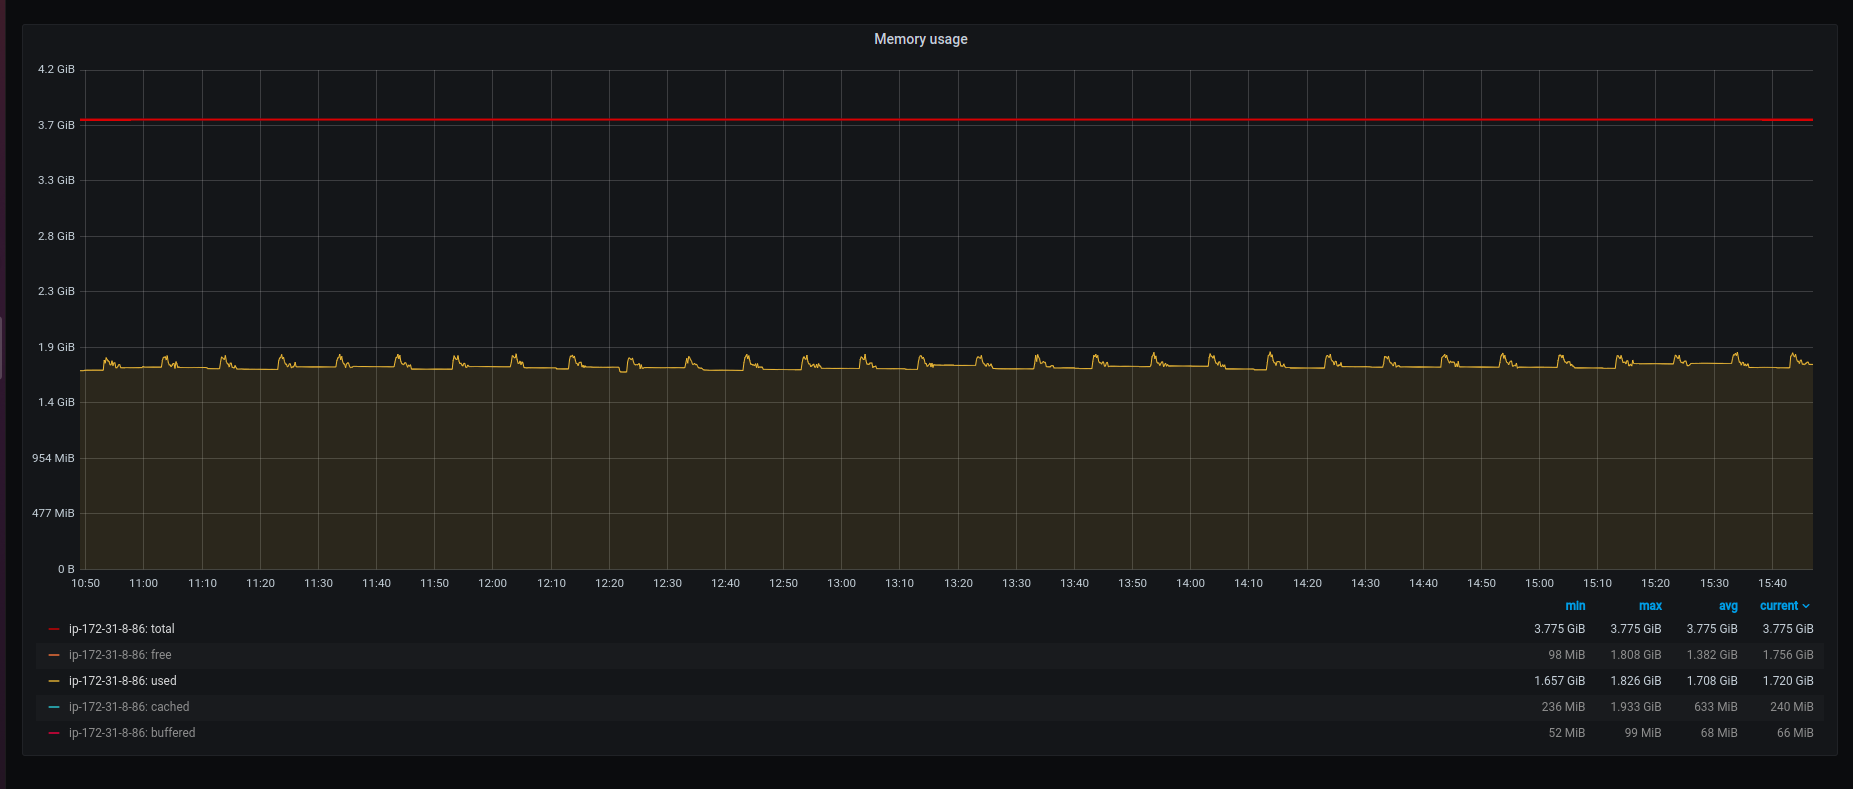 Memory usage
4.2 GiB
3.7 GiB
3.3 GiB
2.8 GiB
2.3 GiB
1.9 GiB
1.4 GiB
954 MiB
477 MiB
0 B
10:50 11:00 11:10 11:20 11:30 11:40 11:50 12:00 12:10 12:20 12:30 12:40 12:50 13:00 13:10 13:20 13:30 13:40 13:50 14:00 14:10 14:20 14:30 14:40 14:50 15:00 15:10 15:20 15:30 15:40
min max avg current
ip-172-31-8-86: total 3.775 GiB 3.775 GiB 3.775 GiB 3.775 GiB
ip-172-31-8-86: free 98 MiB 1.808 GiB 1.382 GiB 1.756 GiB
ip-172-31-8-86: used 1.657 GiB 1.826 GiB 1.708 GiB 1.720 GiB
ip-172-31-8-86: cached 236 MiB 1.933 GiB 633 MiB 240 MiB
ip-172-31-8-86: buffered 52 MiB 99 MiB 68 MiB 66 MiB